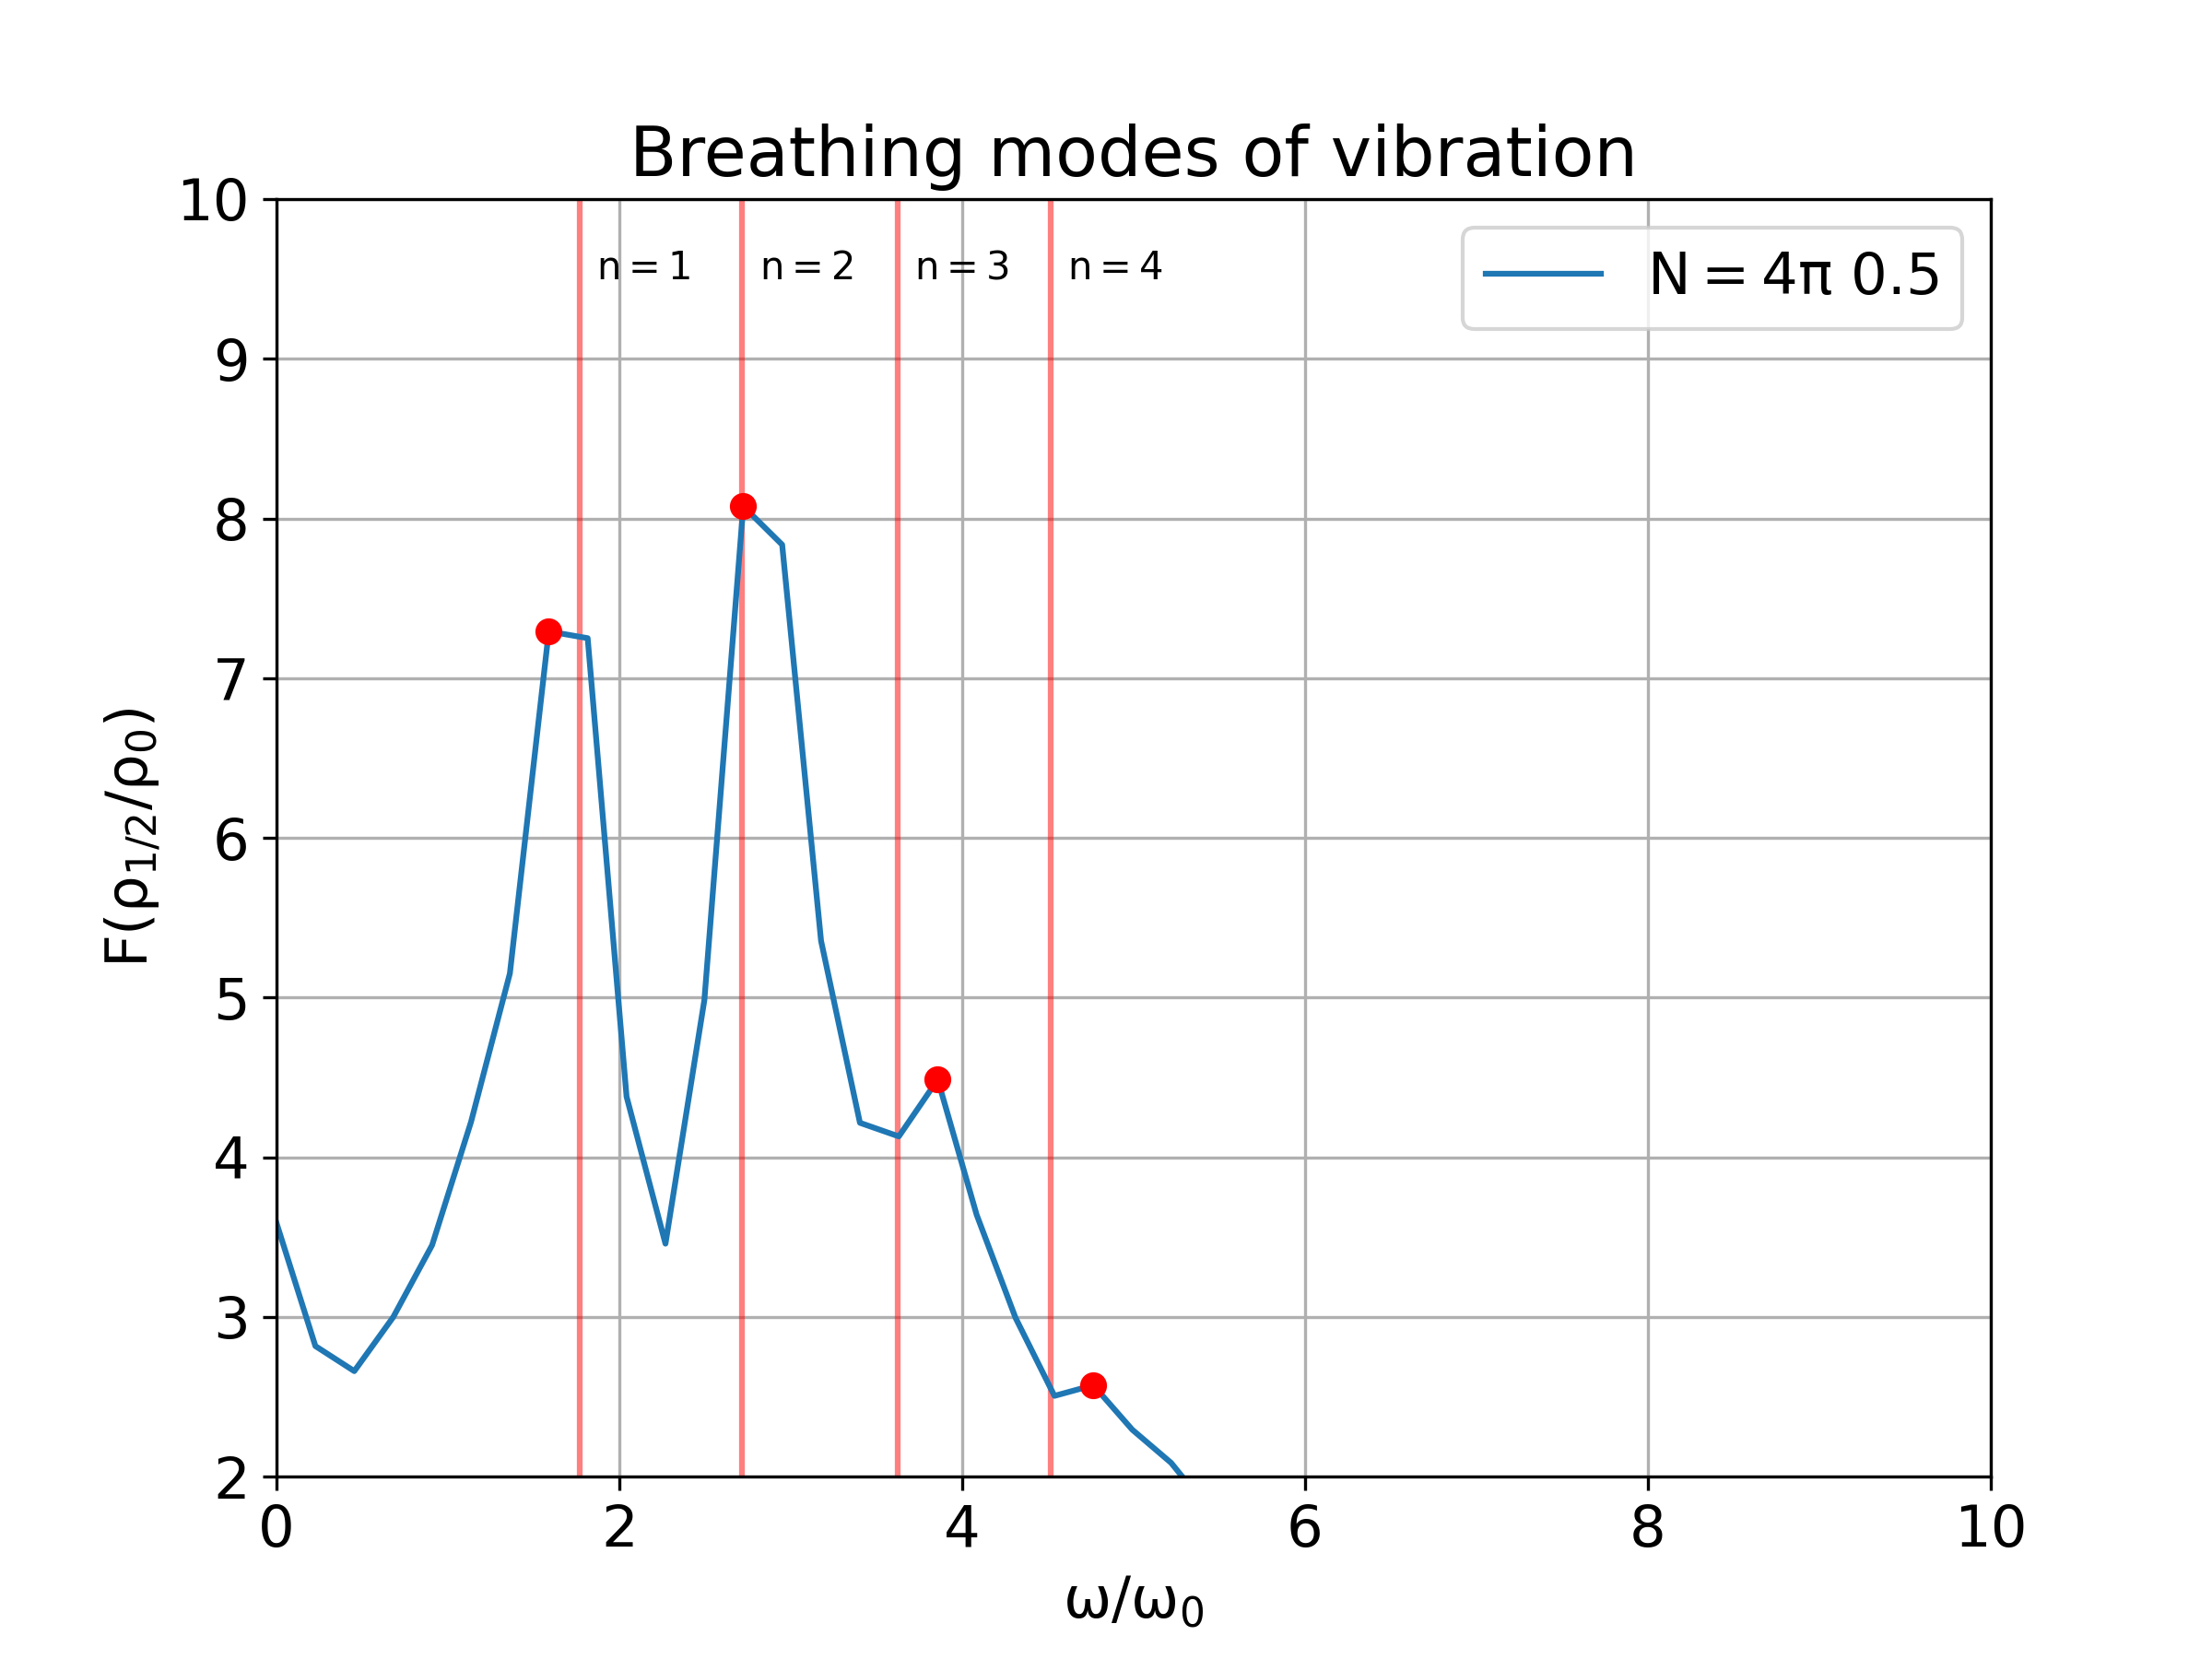 Breathing modes of vibration
10
9
8
7
6
5
4
3
2
n = 1
n = 2
n = 3
n = 4
N = 4π 0.5
F(ρ1/2/ρ0)
0 2 4 6 8 10
ω/ω0